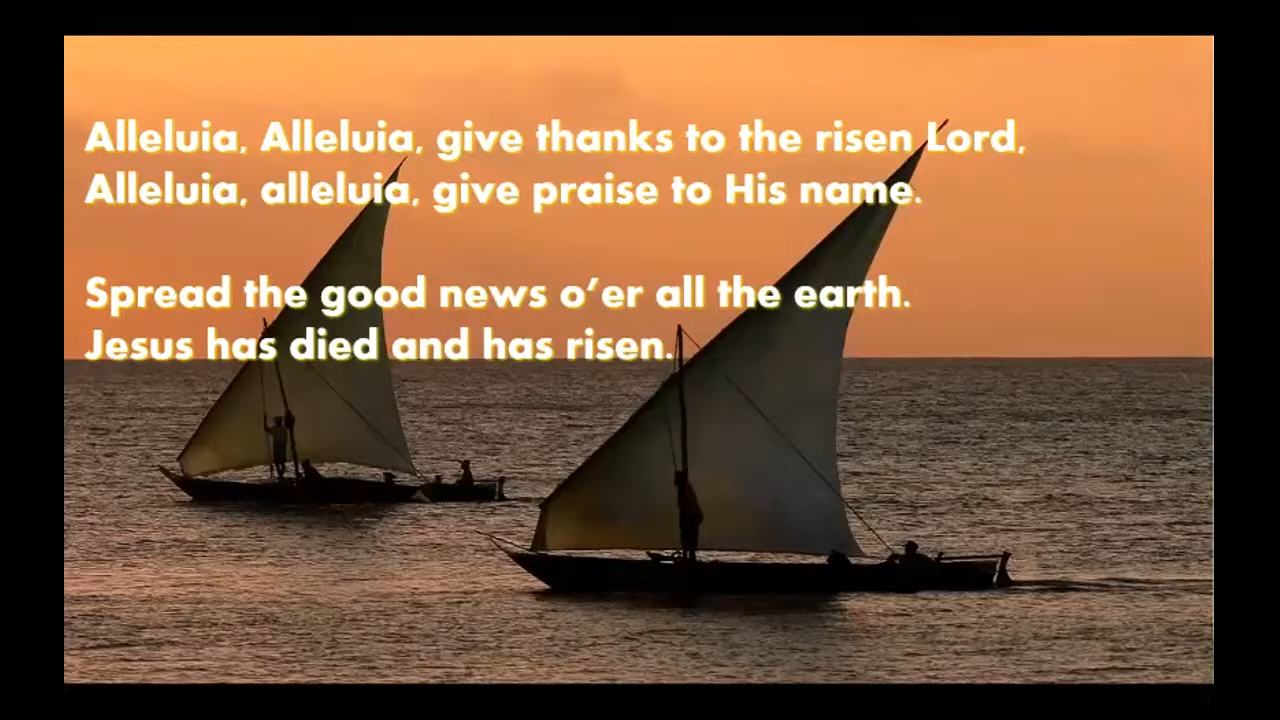 Alleluia, Alleluia, give thanks to the risen Lord,
Alleluia, alleluia, give praise to His name.
Spread the good news o’er all the earth.
Jesus has died and has risen.